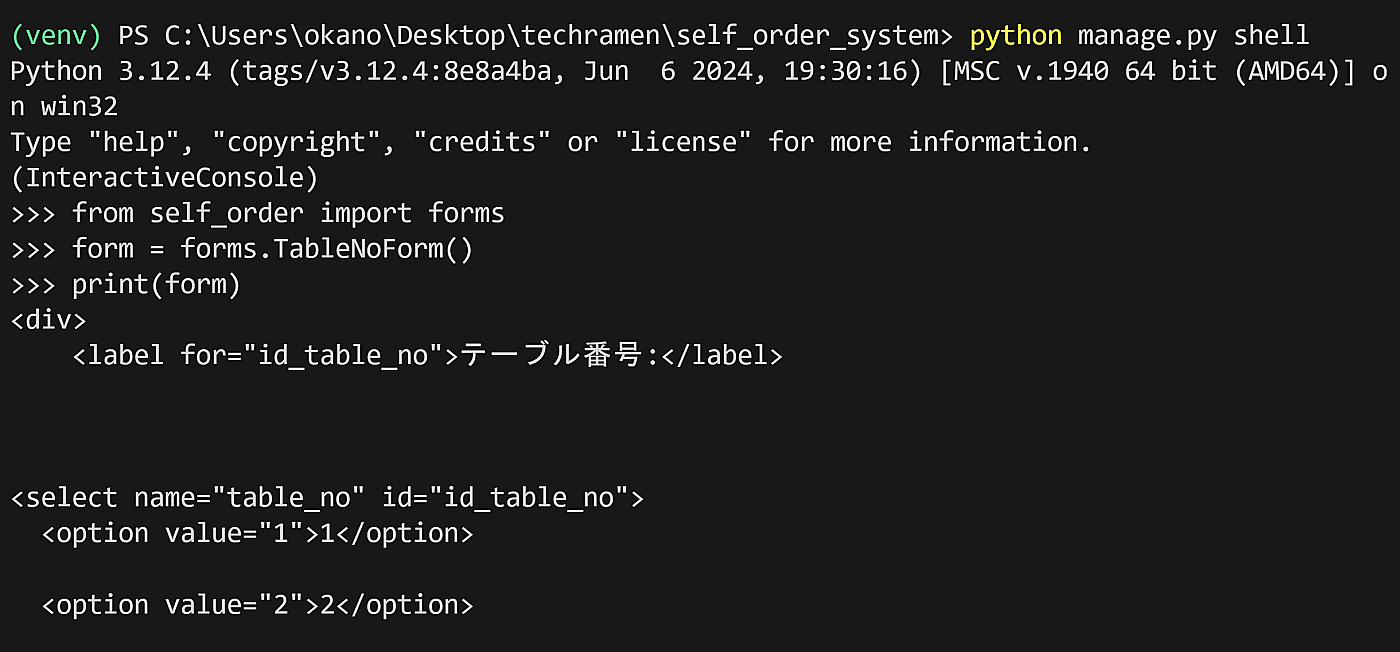 (venv) PS C:\Users\okano\Desktop\techramen\self_order_system> python manage.py shell
Python 3.12.4 (tags/v3.12.4:8e8a4ba, Jun  6 2024, 19:30:16) [MSC v.1940 64 bit (AMD64)] o
n win32
Type "help", "copyright", "credits" or "license" for more information.
(InteractiveConsole)
>>> from self_order import forms
>>> form = forms.TableNoForm()
>>> print(form)
<div>
    <label for="id_table_no">テーブル番号:</label>
<select name="table_no" id="id_table_no">
  <option value="1">1</option>
  <option value="2">2</option>